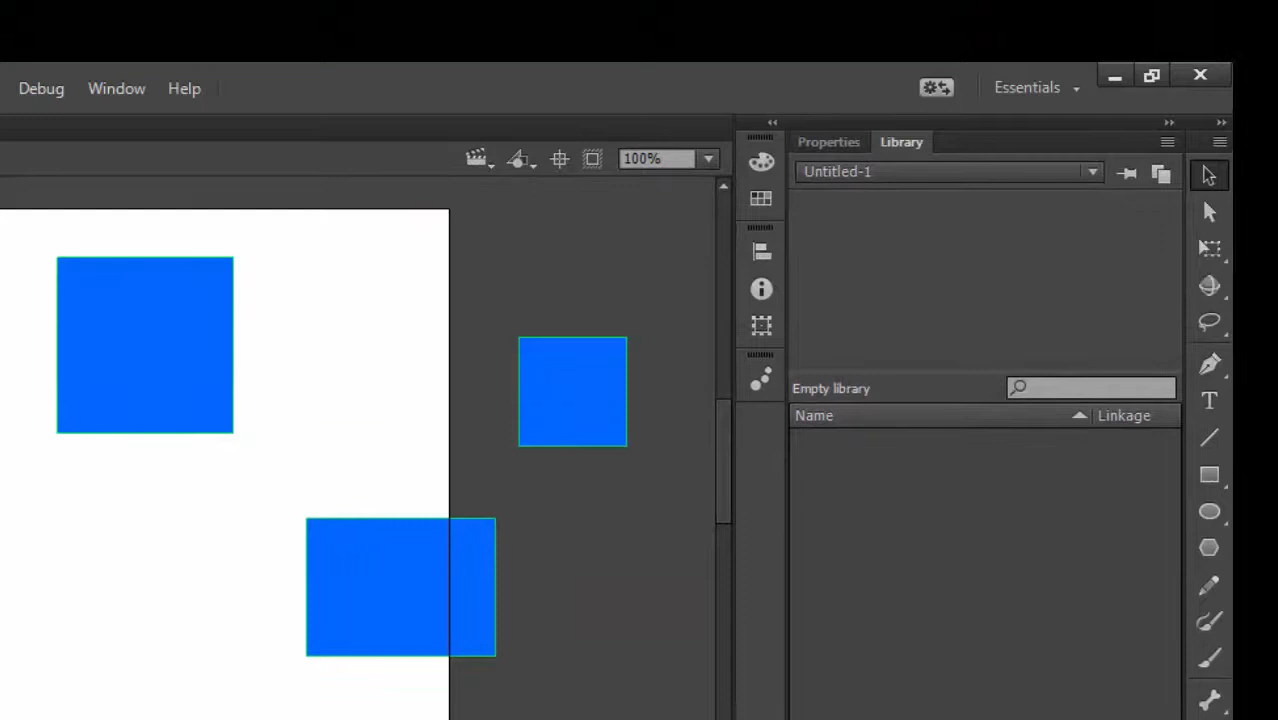 Debug Window Help Essentials
Properties Library
100%
Untitled-1
Empty library
Name Linkage
T